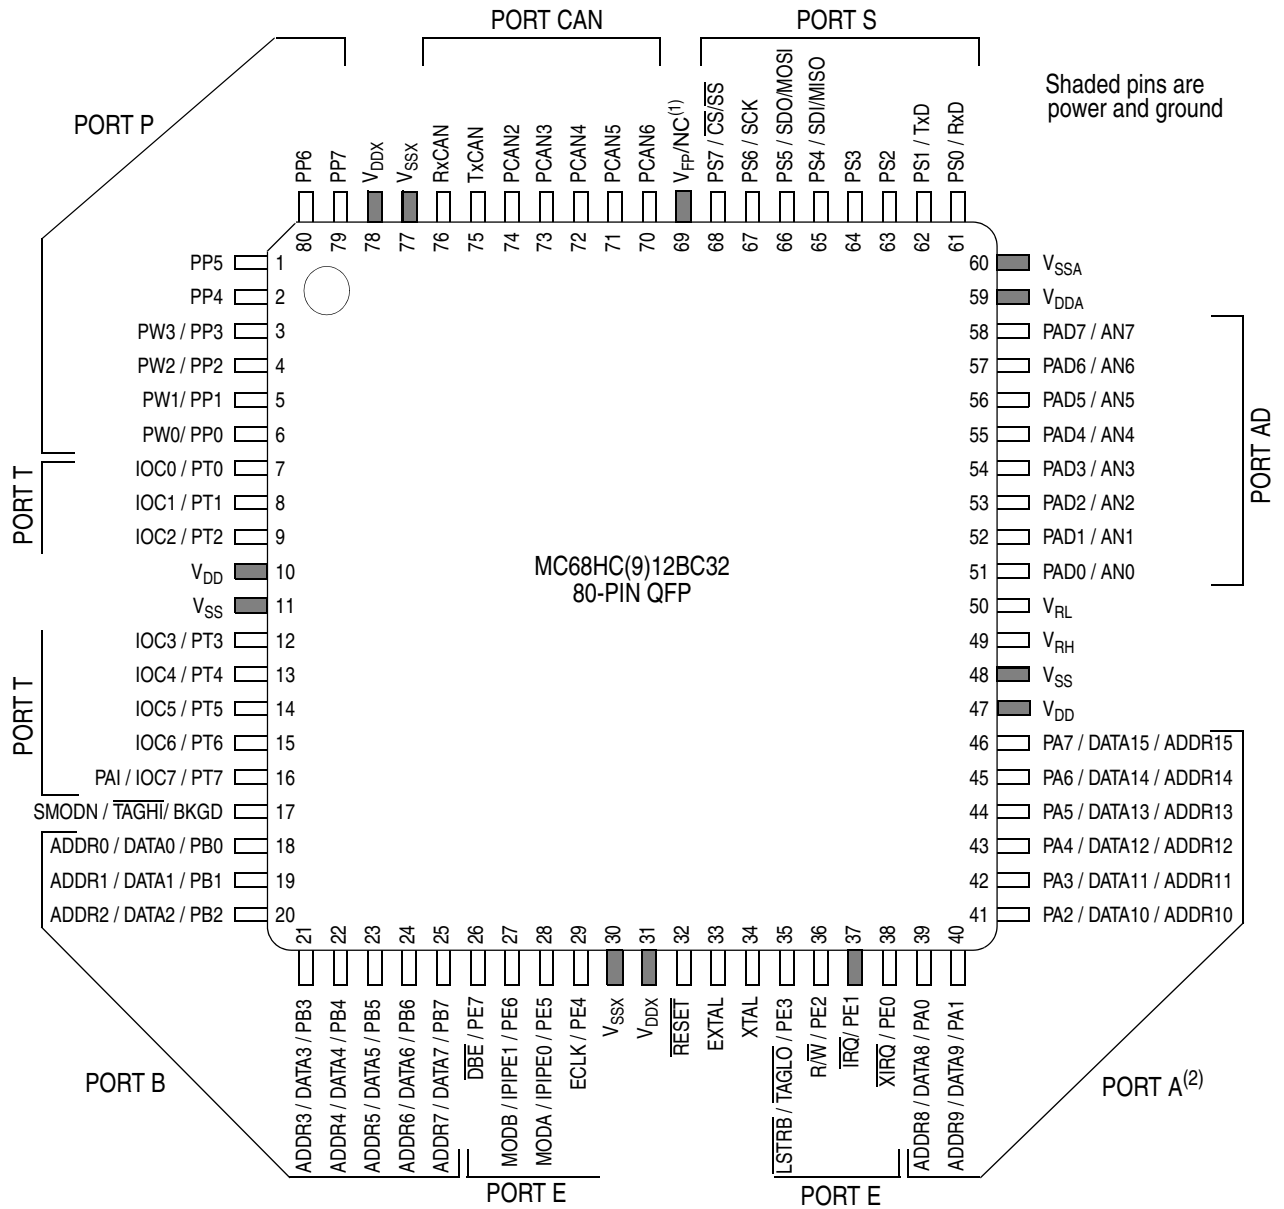 PORT CAN
PORT S
Shaded pins are
power and ground
PORT P
PP6
PP7
VDDX
VSSX
RxCAN
TxCAN
PCAN2
PCAN3
PCAN4
PCAN5
PCAN6
VFP/NC(1)
PS7 / CS/SS
PS6 / SCK
PS5 / SDO/MOSI
PS4 / SDI/MISO
PS3
PS2
PS1 / TxD
PS0 / RxD
80
79
78
77
76
75
74
73
72
71
70
69
68
67
66
65
64
63
62
61
PP5 1
PP4 2
PW3 / PP3 3
PW2 / PP2 4
PW1/ PP1 5
PW0/ PP0 6
PORT T
IOC0 / PT0 7
IOC1 / PT1 8
IOC2 / PT2 9
VDD 10
VSS 11
PORT T
IOC3 / PT3 12
IOC4 / PT4 13
IOC5 / PT5 14
IOC6 / PT6 15
PAI / IOC7 / PT7 16
SMODN / TAGHI/ BKGD 17
ADDR0 / DATA0 / PB0 18
ADDR1 / DATA1 / PB1 19
ADDR2 / DATA2 / PB2 20
MC68HC(9)12BC32
80-PIN QFP
60 VSSA
59 VDDA
58 PAD7 / AN7
57 PAD6 / AN6
56 PAD5 / AN5
55 PAD4 / AN4
54 PAD3 / AN3
53 PAD2 / AN2
52 PAD1 / AN1
51 PAD0 / AN0
PORT AD
50 VRL
49 VRH
48 VSS
47 VDD
46 PA7 / DATA15 / ADDR15
45 PA6 / DATA14 / ADDR14
44 PA5 / DATA13 / ADDR13
43 PA4 / DATA12 / ADDR12
42 PA3 / DATA11 / ADDR11
41 PA2 / DATA10 / ADDR10
21
22
23
24
25
26
27
28
29
30
31
32
33
34
35
36
37
38
39
40
ADDR3 / DATA3 / PB3
ADDR4 / DATA4 / PB4
ADDR5 / DATA5 / PB5
ADDR6 / DATA6 / PB6
ADDR7 / DATA7 / PB7
DBE / PE7
MODB / IPIPE1 / PE6
MODA / IPIPE0 / PE5
ECLK / PE4
VSSX
VDDX
RESET
EXTAL
XTAL
LSTRB / TAGLO / PE3
R/W / PE2
IRQ/ PE1
XIRQ / PE0
ADDR8 / DATA8 / PA0
ADDR9 / DATA9 / PA1
PORT B
PORT E
PORT E
PORT A(2)